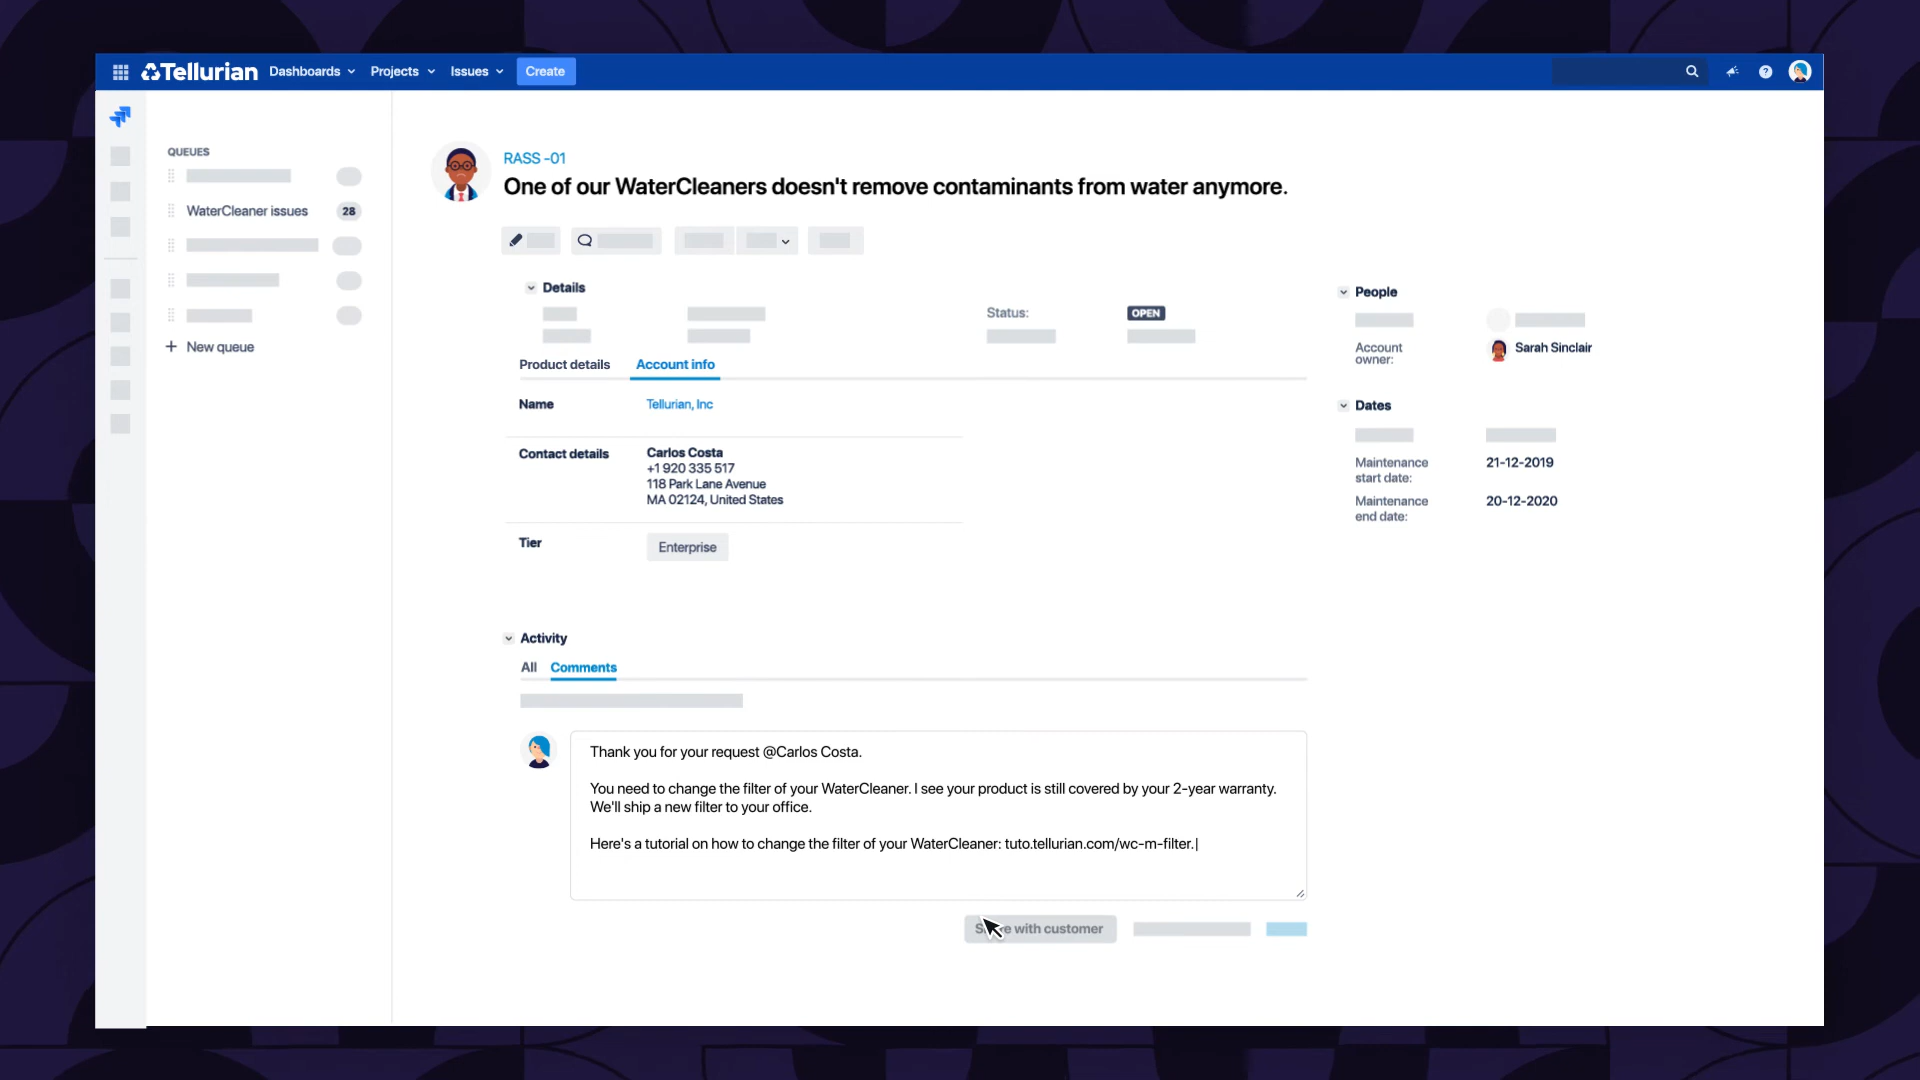 Tellurian Dashboards Projects Issues Create
QUEUES
WaterCleaner issues 28
+ New queue
RASS -01
One of our WaterCleaners doesn't remove contaminants from water anymore.
Details
Status: OPEN
Product details Account info
Name Tellurian, Inc
Contact details Carlos Costa
+1 920 335 517
118 Park Lane Avenue
MA 02124, United States
Tier Enterprise
People
Account
owner: Sarah Sinclair
Dates
Maintenance
start date: 21-12-2019
Maintenance
end date: 20-12-2020
Activity
All Comments
Thank you for your request @Carlos Costa.
You need to change the filter of your WaterCleaner. I see your product is still covered by your 2-year warranty.
We'll ship a new filter to your office.
Here's a tutorial on how to change the filter of your WaterCleaner: tuto.tellurian.com/wc-m-filter.
with customer